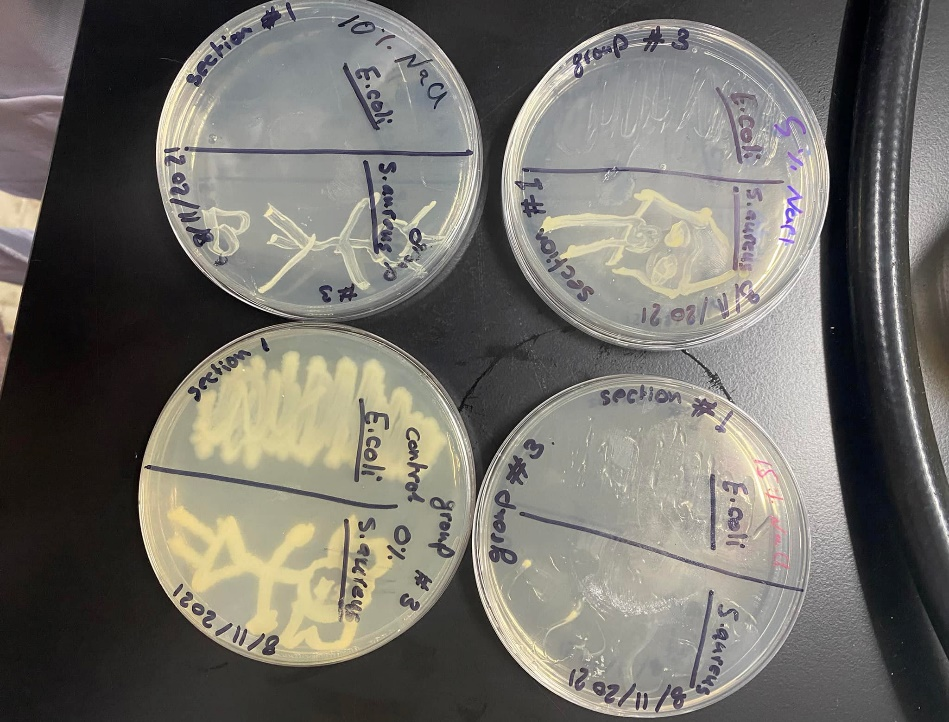 section #1
10% NaCl
E.coli
S.aureus
group #3
8/11/2021
group #3
5% NaCl
E.coli
S.aureus
section #1
8/11/2021
section 1
control 0%
group #3
E.coli
S.aureus
8/11/2021
section #1
15% NaCl
group #3
E.coli
S.aureus
8/11/2021